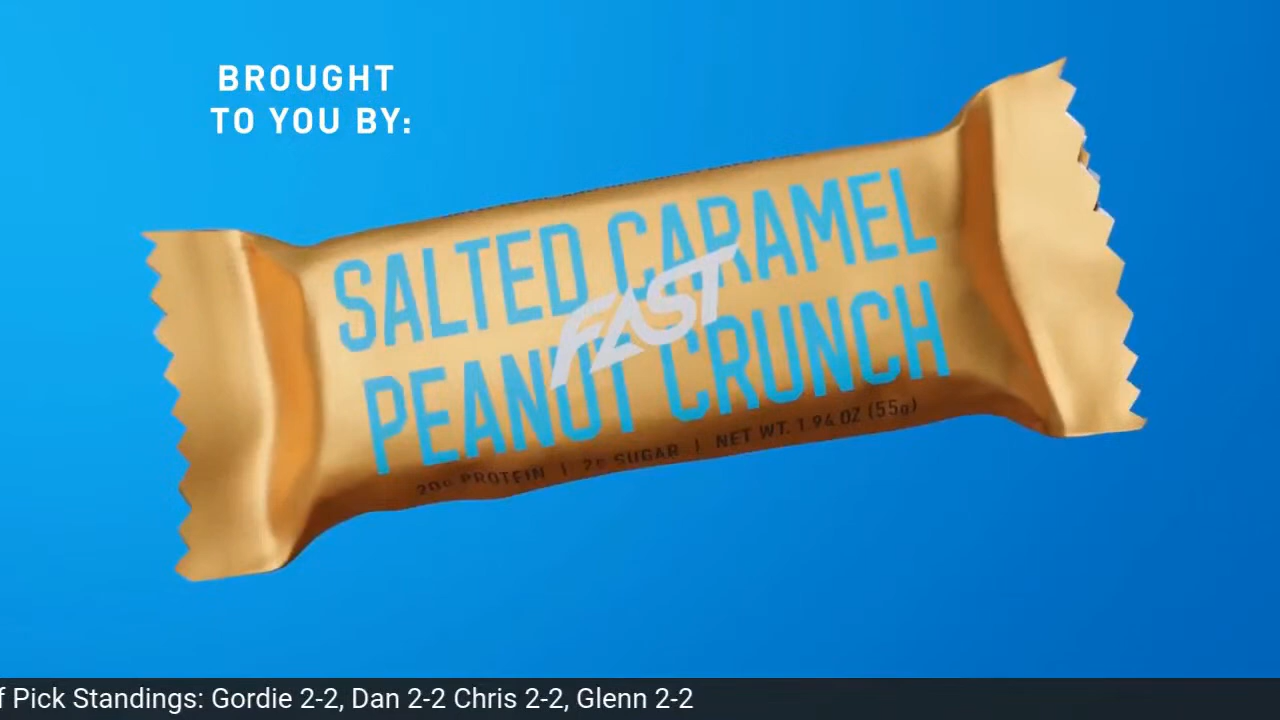 BROUGHT
TO YOU BY:
SALTED CARAMEL
FAST
PEANUT CRUNCH
20g PROTEIN | 2g SUGAR | NET WT. 1.94 OZ (55g)
f Pick Standings: Gordie 2-2, Dan 2-2 Chris 2-2, Glenn 2-2